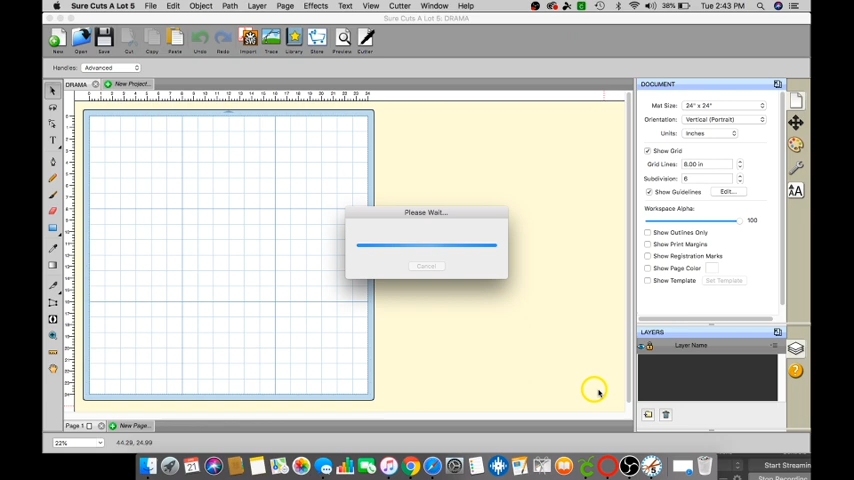 Sure Cuts A Lot 5 File Edit Object Path Layer Page Effects Text View Cutter Window Help 38% Tue 2:43 PM
Sure Cuts A Lot 5: DRAMA
New Open Save Cut Copy Paste Undo Redo Import Trace Library Store Preview Cutter
Handles: Advanced
DRAMA New Project...
DOCUMENT
Mat Size: 24" x 24"
Orientation: Vertical (Portrait)
Units: Inches
Show Grid
Grid Lines: 8.00 in
Subdivision: 6
Show Guidelines Edit...
Workspace Alpha:
100
Show Outlines Only
Show Print Margins
Show Registration Marks
Show Page Color
Show Template Set Template
Please Wait...
Cancel
LAYERS
Layer Name
Page 1 New Page...
22% 44.28, 24.99
Start Streaming
Stop Recording